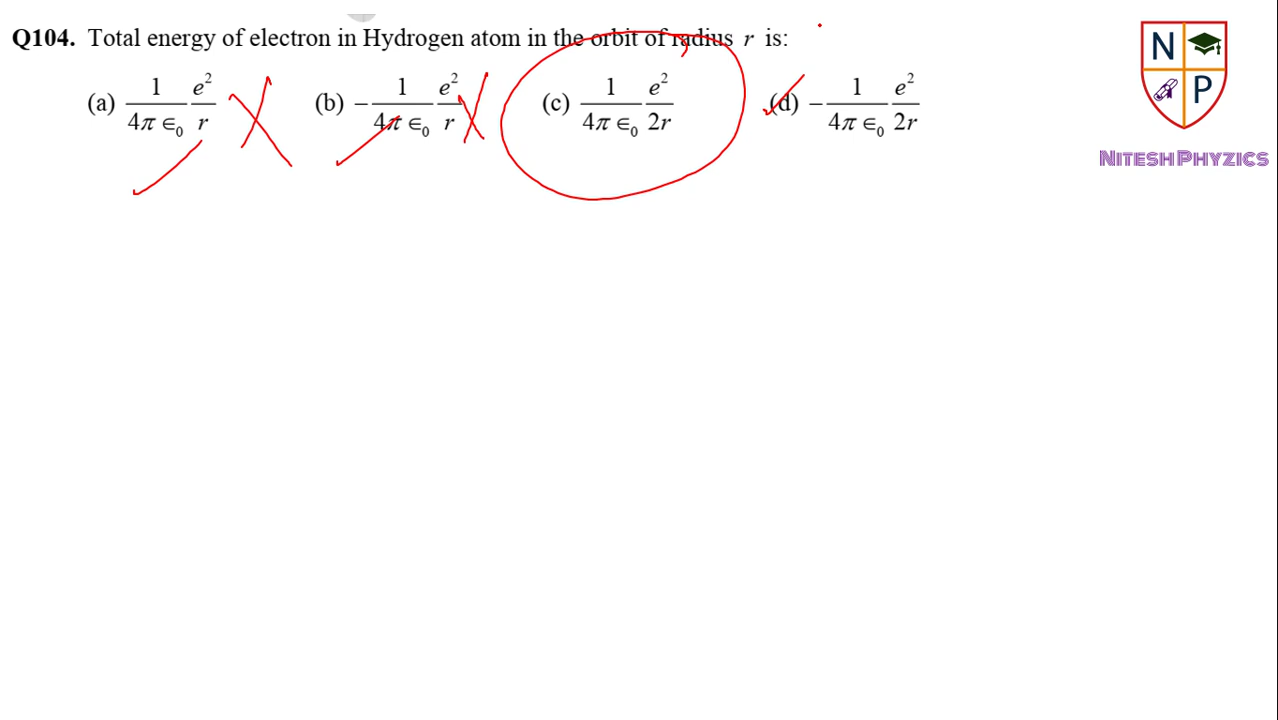 Q104. Total energy of electron in Hydrogen atom in the orbit of radius r is:
(a) 1/4π∈₀ e²/r (b) −1/4π∈₀ e²/r (c) 1/4π∈₀ e²/2r (d) −1/4π∈₀ e²/2r
N
P
NITESH PHYZICS